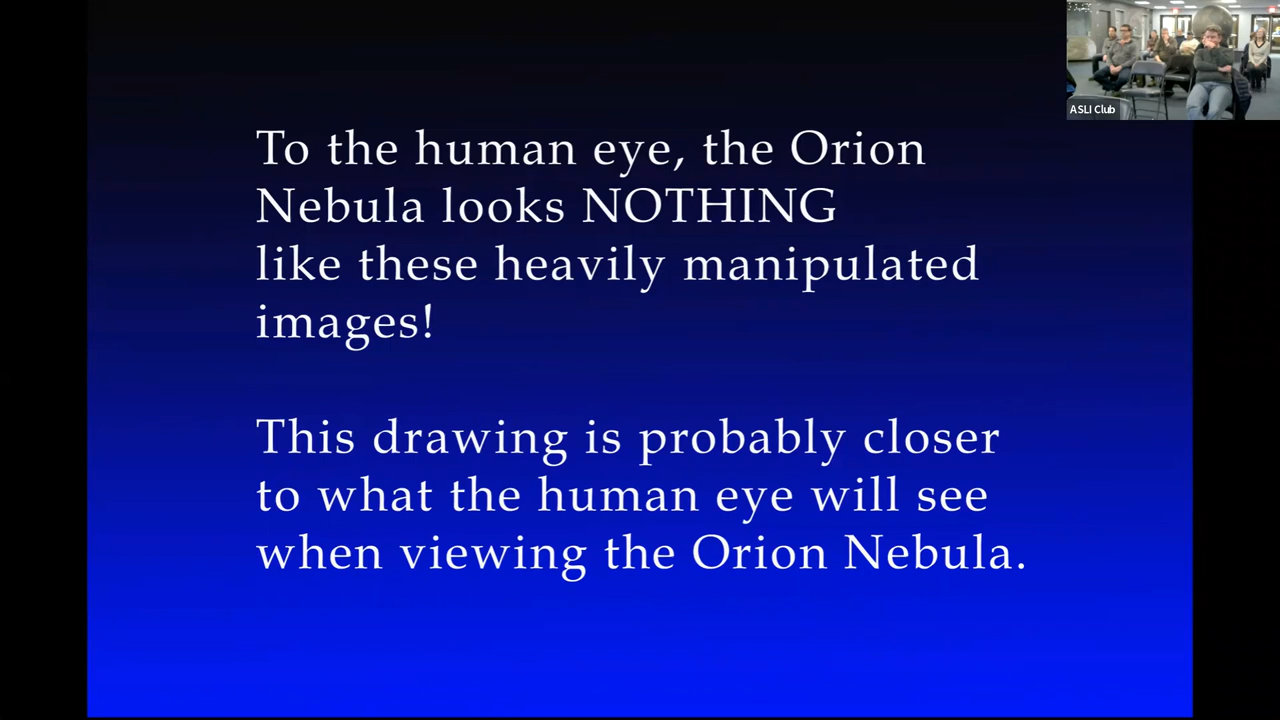 ASLI Club
To the human eye, the Orion
Nebula looks NOTHING
like these heavily manipulated
images!
This drawing is probably closer
to what the human eye will see
when viewing the Orion Nebula.